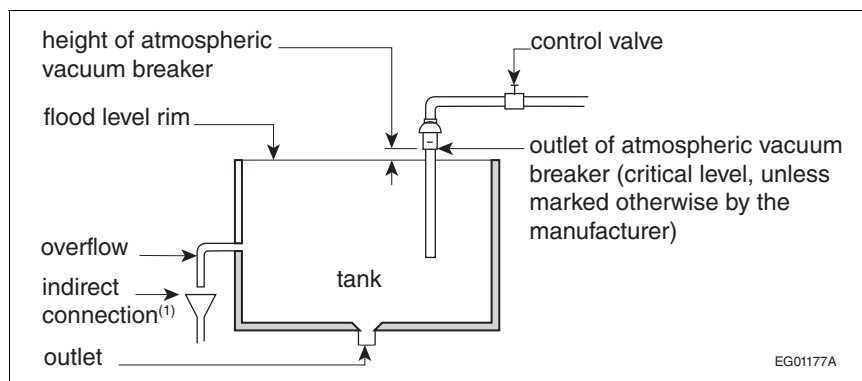 height of atmospheric
vacuum breaker
control valve
flood level rim
outlet of atmospheric vacuum
breaker (critical level, unless
marked otherwise by the
manufacturer)
overflow
tank
indirect
connection(1)
outlet
EG01177A